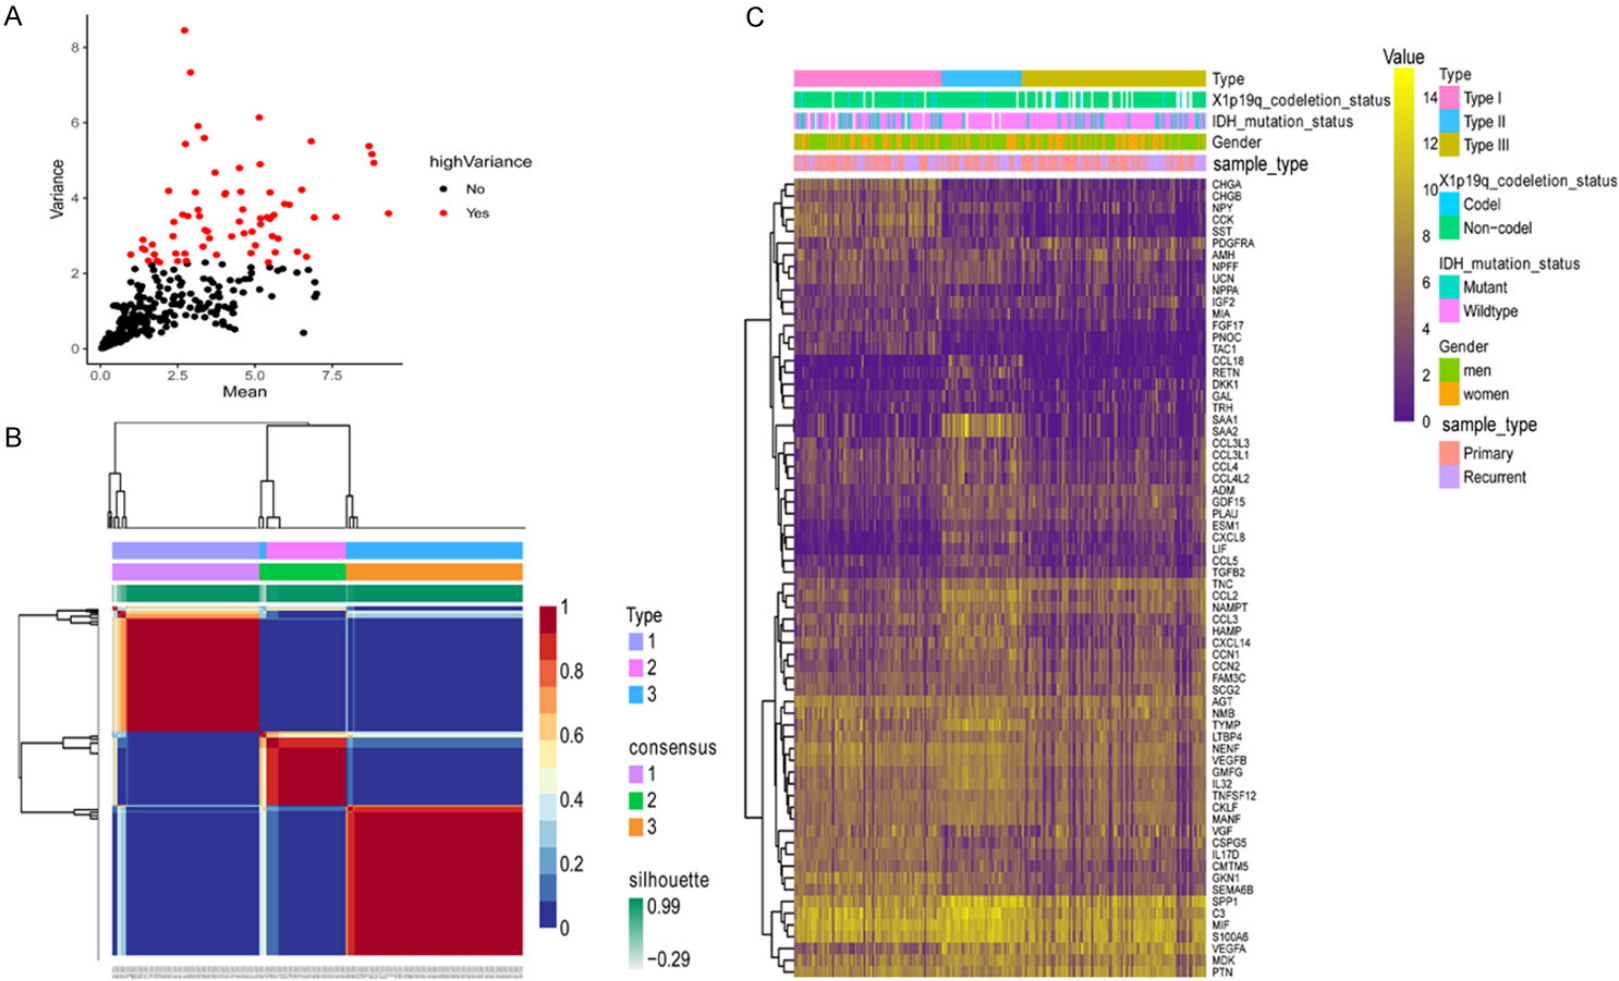 A
8
6
4
2
0
Variance
0.0
2.5
5.0
7.5
Mean
highVariance
No
Yes
B
1
0.8
0.6
0.4
0.2
0
Type
1
2
3
consensus
1
2
3
silhouette
0.99
−0.29
C
Type
X1p19q_codeletion_status
IDH_mutation_status
Gender
sample_type
CHGA
CHGB
NPY
CCK
SST
PDGFRA
AMH
NPFF
UCN
NPPA
IGF2
MIA
FGF17
PNOC
TAC1
CCL18
RETN
DKK1
GAL
TRH
SAA1
SAA2
CCL3L3
CCL3L1
CCL4
CCL4L2
ADM
GDF15
PLAU
ESM1
CXCL8
LIF
CCL5
TGFB2
TNC
CCL2
NAMPT
CCL3
HAMP
CXCL14
CCN1
CCN2
FAM3C
SCG2
AGT
NMB
TYMP
LTBP4
NENF
VEGFB
GMFG
IL32
TNFSF12
CKLF
MANF
VGF
CSPG5
IL17D
CMTM5
GKN1
SEMA6B
SPP1
C3
MIF
S100A6
VEGFA
MDK
PTN
Value
14
12
10
8
6
4
2
0
Type
Type I
Type II
Type III
X1p19q_codeletion_status
Codel
Non-codel
IDH_mutation_status
Mutant
Wildtype
Gender
men
women
sample_type
Primary
Recurrent